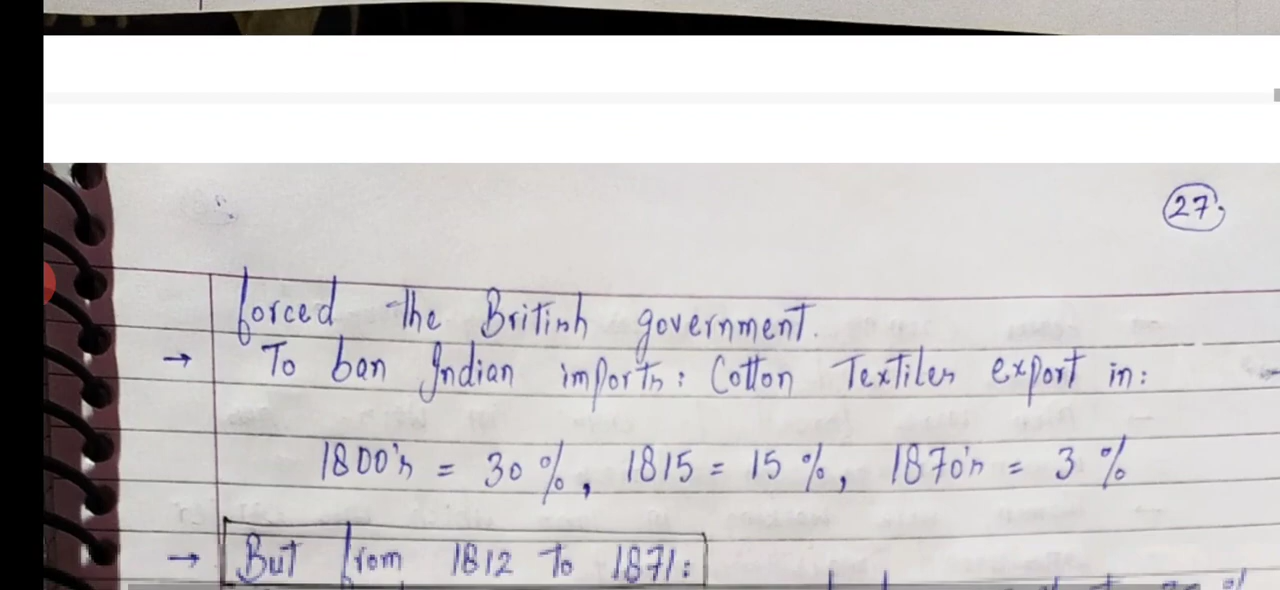 27.
forced the British government.
→ To ban Indian imports: Cotton Textiles export in:
1800's = 30 %, 1815 = 15 %, 1870's = 3 %
→ But from 1812 to 1871: